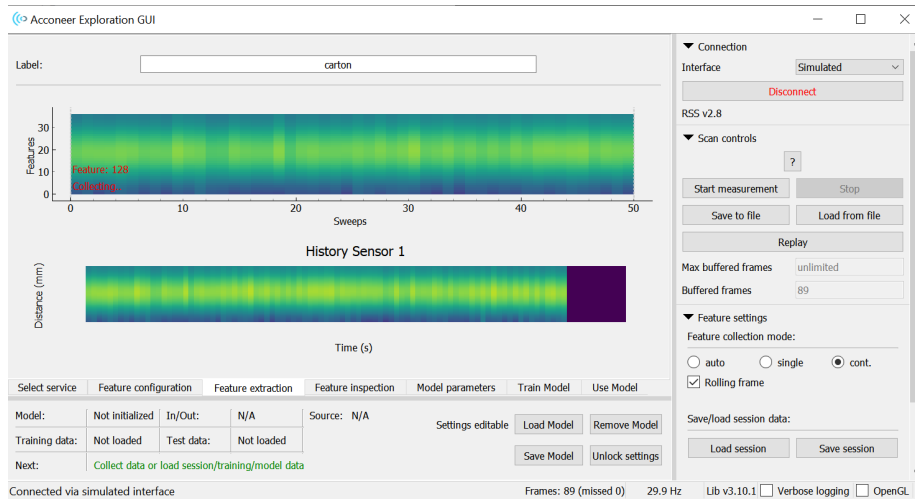 Acconeer Exploration GUI
Label:
carton
Features
30
20
10
0
Feature: 128
Collecting
0
10
20
30
40
50
Sweeps
History Sensor 1
Distance (mm)
Time (s)
Select service
Feature configuration
Feature extraction
Feature inspection
Model parameters
Train Model
Use Model
Model:
Not initialized
In/Out:
N/A
Source: N/A
Training data:
Not loaded
Test data:
Not loaded
Next:
Collect data or load session/training/model data
Settings editable
Load Model
Remove Model
Save Model
Unlock settings
Connection
Interface
Simulated
Disconnect
RSS v2.8
Scan controls
?
Start measurement
Stop
Save to file
Load from file
Replay
Max buffered frames
unlimited
Buffered frames
89
Feature settings
Feature collection mode:
auto
single
cont.
Rolling frame
Save/load session data:
Load session
Save session
Connected via simulated interface
Frames: 89 (missed 0)
29.9 Hz
Lib v3.10.1
Verbose logging
OpenGL